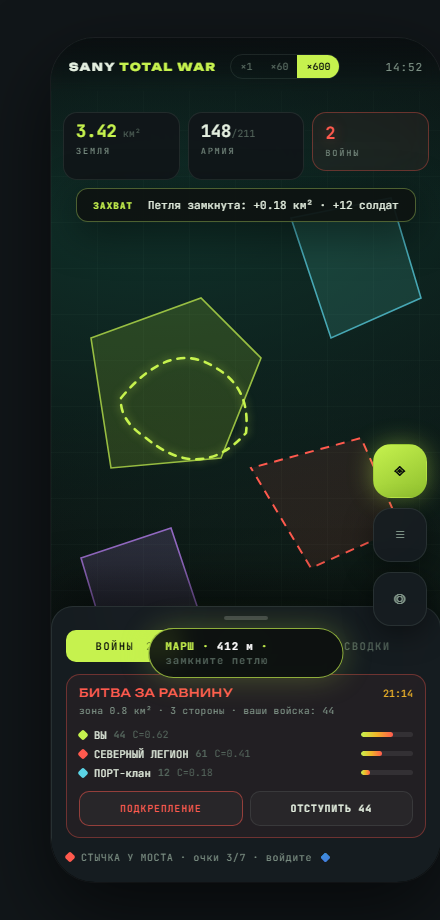 SANY TOTAL WAR ×1 ×60 ×600 14:52
3.42 км² 148/211 2
ЗЕМЛЯ АРМИЯ ВОЙНЫ
ЗАХВАТ Петля замкнута: +0.18 км² · +12 солдат
ВОЙНЫ СВОДКИ
МАРШ · 412 м ·
замкните петлю
БИТВА ЗА РАВНИНУ 21:14
зона 0.8 км² · 3 стороны · ваши войска: 44
ВЫ 44 C=0.62
СЕВЕРНЫЙ ЛЕГИОН 61 C=0.41
ПОРТ-клан 12 C=0.18
ПОДКРЕПЛЕНИЕ ОТСТУПИТЬ 44
СТЫЧКА У МОСТА · очки 3/7 · войдите